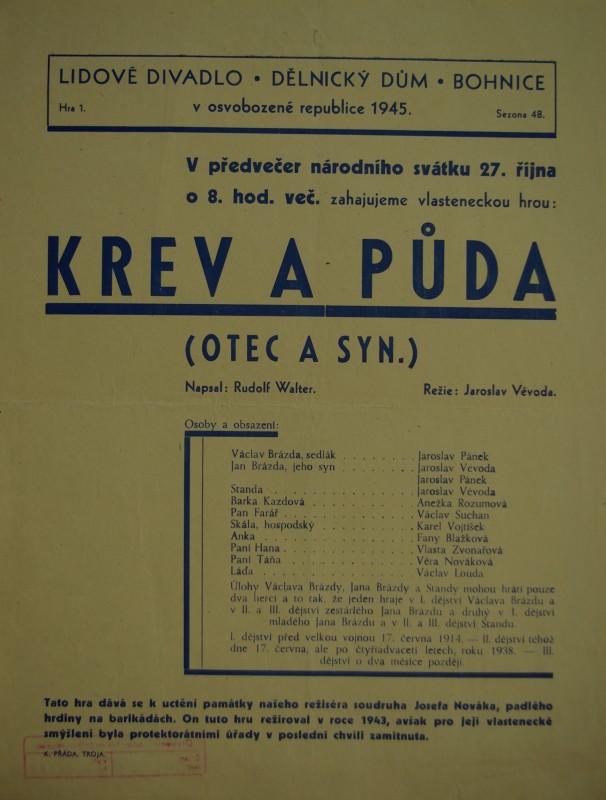 LIDOVÉ DIVADLO • DĚLNICKÝ DŮM • BOHNICE
Hra 1. v osvobozené republice 1945. Sezona 48.
V předvečer národního svátku 27. října
o 8. hod. več. zahajujeme vlasteneckou hrou:
KREV A PŮDA
(OTEC A SYN.)
Napsal: Rudolf Walter. Režie: Jaroslav Vévoda.
Osoby a obsazení:
Václav Brázda, sedlák . . . . . . . . Jaroslav Pánek
Jan Brázda, jeho syn . . . . . . . . Jaroslav Vévoda
Jaroslav Pánek
Standa . . . . . . . . . . . . . Jaroslav Vévoda
Barka Kazdová . . . . . . . . . . Anežka Rozumová
Pan Farář . . . . . . . . . . . . Václav Suchan
Skála, hospodský . . . . . . . . . Karel Vojtíšek
Anka . . . . . . . . . . . . . . Fany Blažková
Paní Hana . . . . . . . . . . . . Vlasta Zvonařová
Paní Táňa . . . . . . . . . . . . Věra Nováková
Láďa . . . . . . . . . . . . . . Václav Louda
Úlohy Václava Brázdy, Jana Brázdy a Standy mohou hráti pouze
dva herci a to tak, že jeden hraje v I. dějství Václava Brázdu a
v II. a III. dějství zestárlého Jana Brázdu a druhý v I. dějství
mladého Jana Brázdu a v II. a III. dějství Standu.
I. dějství před velkou vojnou 17. června 1914. — II. dějství téhož
dne 17. června, ale po čtyřiadvaceti letech, roku 1938. — III.
dějství o dva měsíce později.
Tato hra dává se k uctění památky našeho režiséra soudruha Josefa Nováka, padlého
hrdiny na barikádách. On tuto hru režíroval v roce 1943, avšak pro její vlastenecké
smýšlení byla protektorátními úřady v poslední chvíli zamítnuta.
K. PŘÁDA, TROJA.